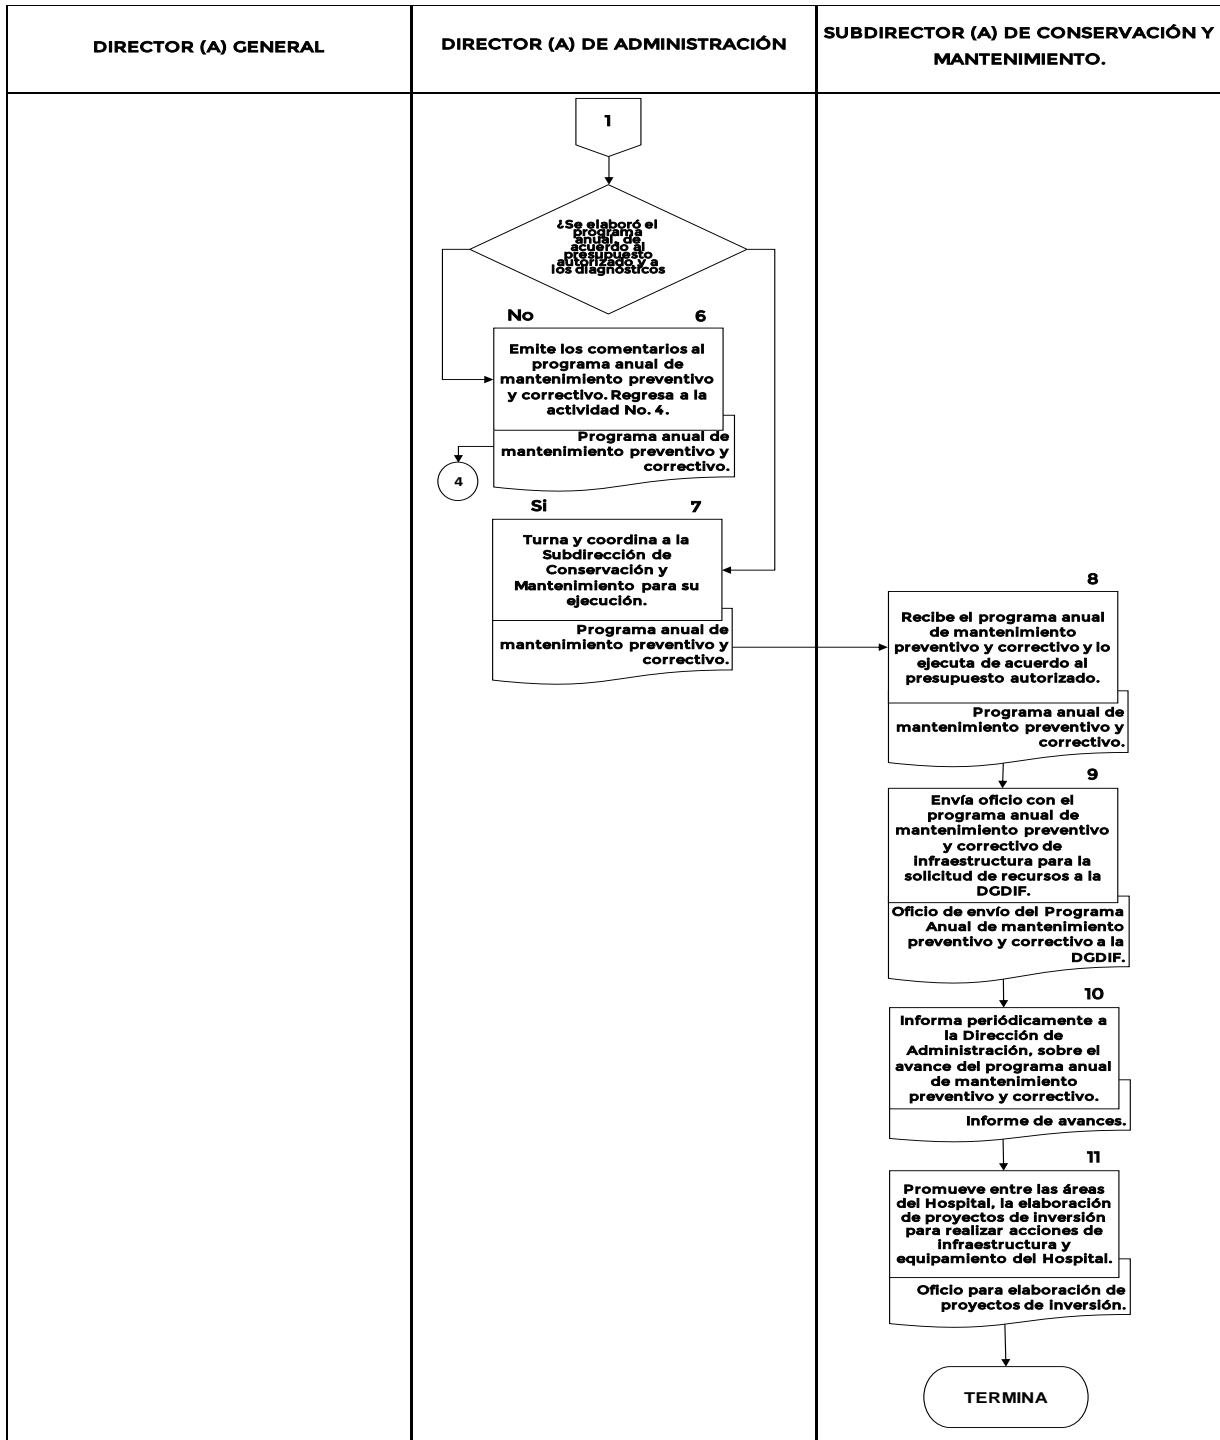 DIRECTOR (A) GENERAL
DIRECTOR (A) DE ADMINISTRACIÓN
SUBDIRECTOR (A) DE CONSERVACIÓN Y
MANTENIMIENTO.
1
¿Se elaboró el
programa
anual, de
acuerdo al
presupuesto
autorizado y a
los diagnósticos
No
6
Emite los comentarios al
programa anual de
mantenimiento preventivo
y correctivo. Regresa a la
actividad No. 4.
Programa anual de
mantenimiento preventivo y
correctivo.
4
Si
7
Turna y coordina a la
Subdirección de
Conservación y
Mantenimiento para su
ejecución.
Programa anual de
mantenimiento preventivo y
correctivo.
8
Recibe el programa anual
de mantenimiento
preventivo y correctivo y lo
ejecuta de acuerdo al
presupuesto autorizado.
Programa anual de
mantenimiento preventivo y
correctivo.
9
Envía oficio con el
programa anual de
mantenimiento preventivo
y correctivo de
infraestructura para la
solicitud de recursos a la
DGDIF.
Oficio de envío del Programa
Anual de mantenimiento
preventivo y correctivo a la
DGDIF.
10
Informa periódicamente a
la Dirección de
Administración, sobre el
avance del programa anual
de mantenimiento
preventivo y correctivo.
Informe de avances.
11
Promueve entre las áreas
del Hospital, la elaboración
de proyectos de inversión
para realizar acciones de
infraestructura y
equipamiento del Hospital.
Oficio para elaboración de
proyectos de inversión.
TERMINA